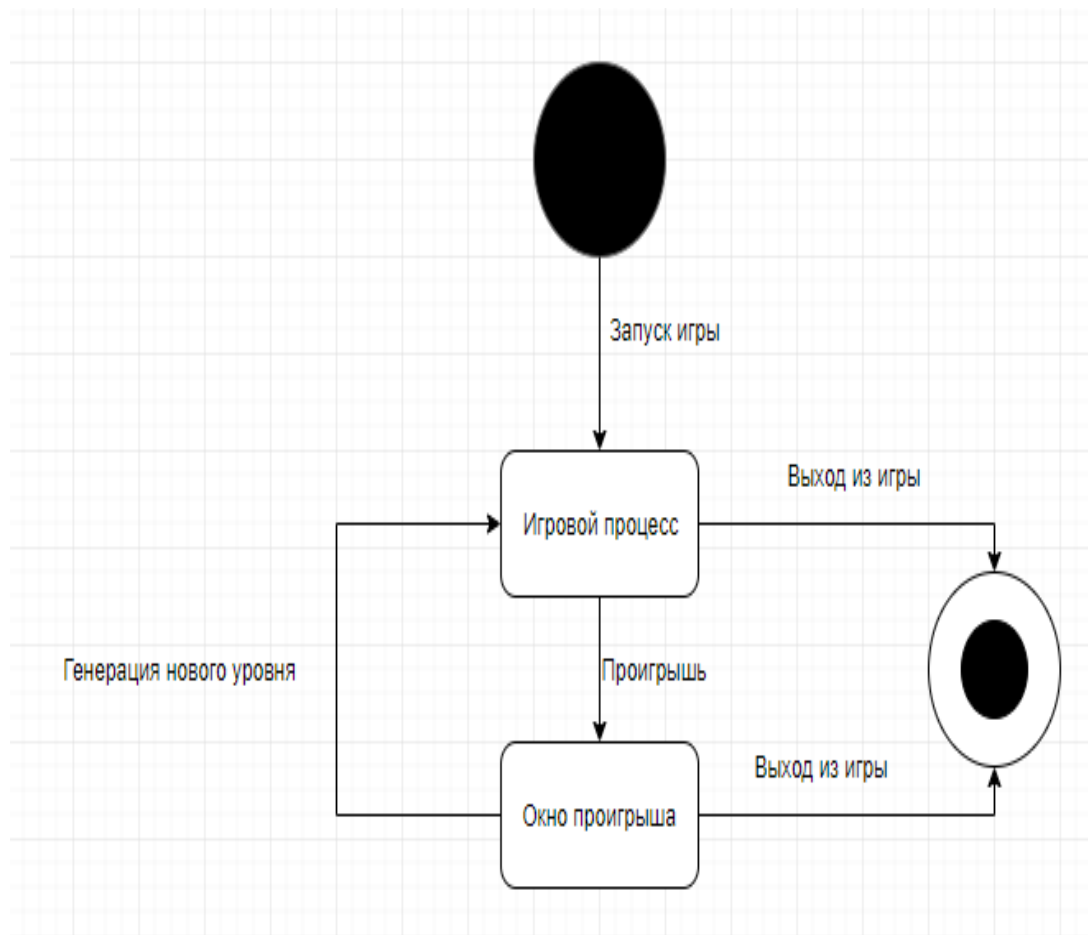 Запуск игры
Выход из игры
Игровой процесс
Генерация нового уровня
Проигрышь
Выход из игры
Окно проигрыша